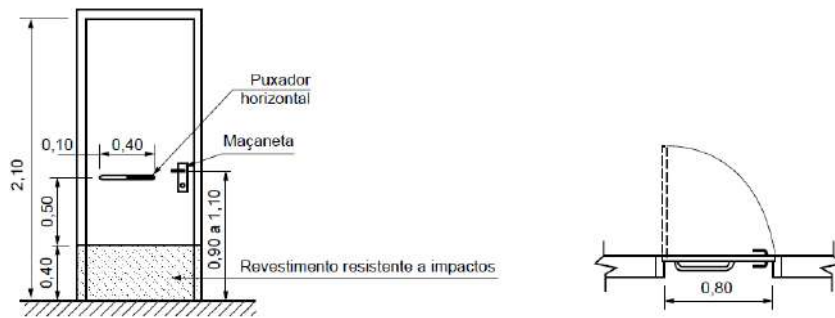 Puxador
horizontal
0,10
0,40
Maçaneta
2,10
0,50
0,90 a 1,10
0,40
Revestimento resistente a impactos
0,80